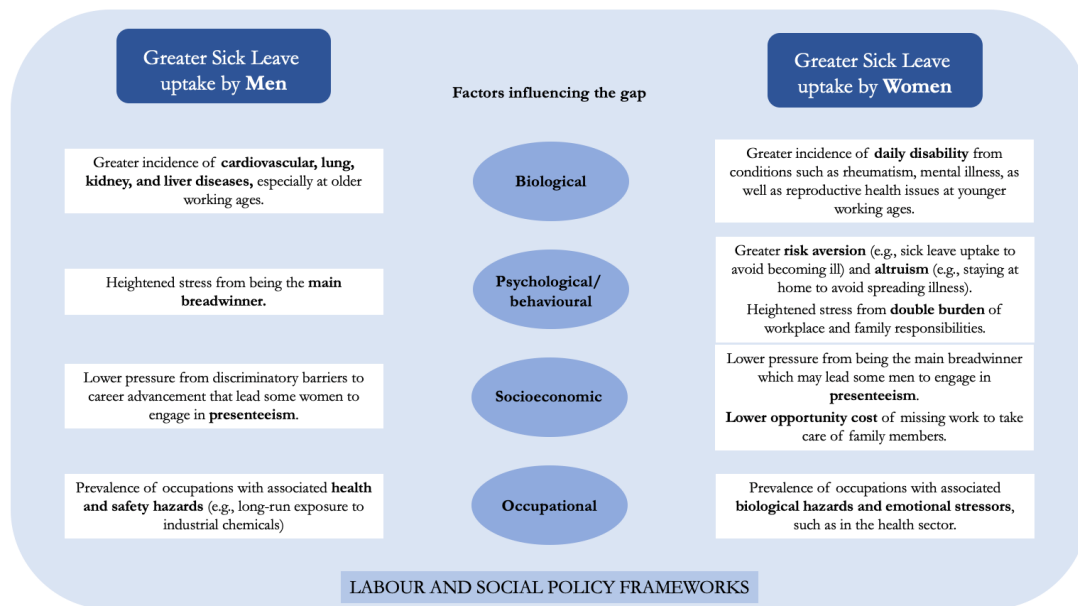 Greater Sick Leave
uptake by Men
Factors influencing the gap
Greater Sick Leave
uptake by Women
Greater incidence of cardiovascular, lung,
kidney, and liver diseases, especially at older
working ages.
Biological
Greater incidence of daily disability from
conditions such as rheumatism, mental illness, as
well as reproductive health issues at younger
working ages.
Heightened stress from being the main
breadwinner.
Psychological/
behavioural
Greater risk aversion (e.g., sick leave uptake to
avoid becoming ill) and altruism (e.g., staying at
home to avoid spreading illness).
Heightened stress from double burden of
workplace and family responsibilities.
Lower pressure from discriminatory barriers to
career advancement that lead some women to
engage in presenteeism.
Socioeconomic
Lower pressure from being the main breadwinner
which may lead some men to engage in
presenteeism.
Lower opportunity cost of missing work to take
care of family members.
Prevalence of occupations with associated health
and safety hazards (e.g., long-run exposure to
industrial chemicals)
Occupational
Prevalence of occupations with associated
biological hazards and emotional stressors,
such as in the health sector.
LABOUR AND SOCIAL POLICY FRAMEWORKS